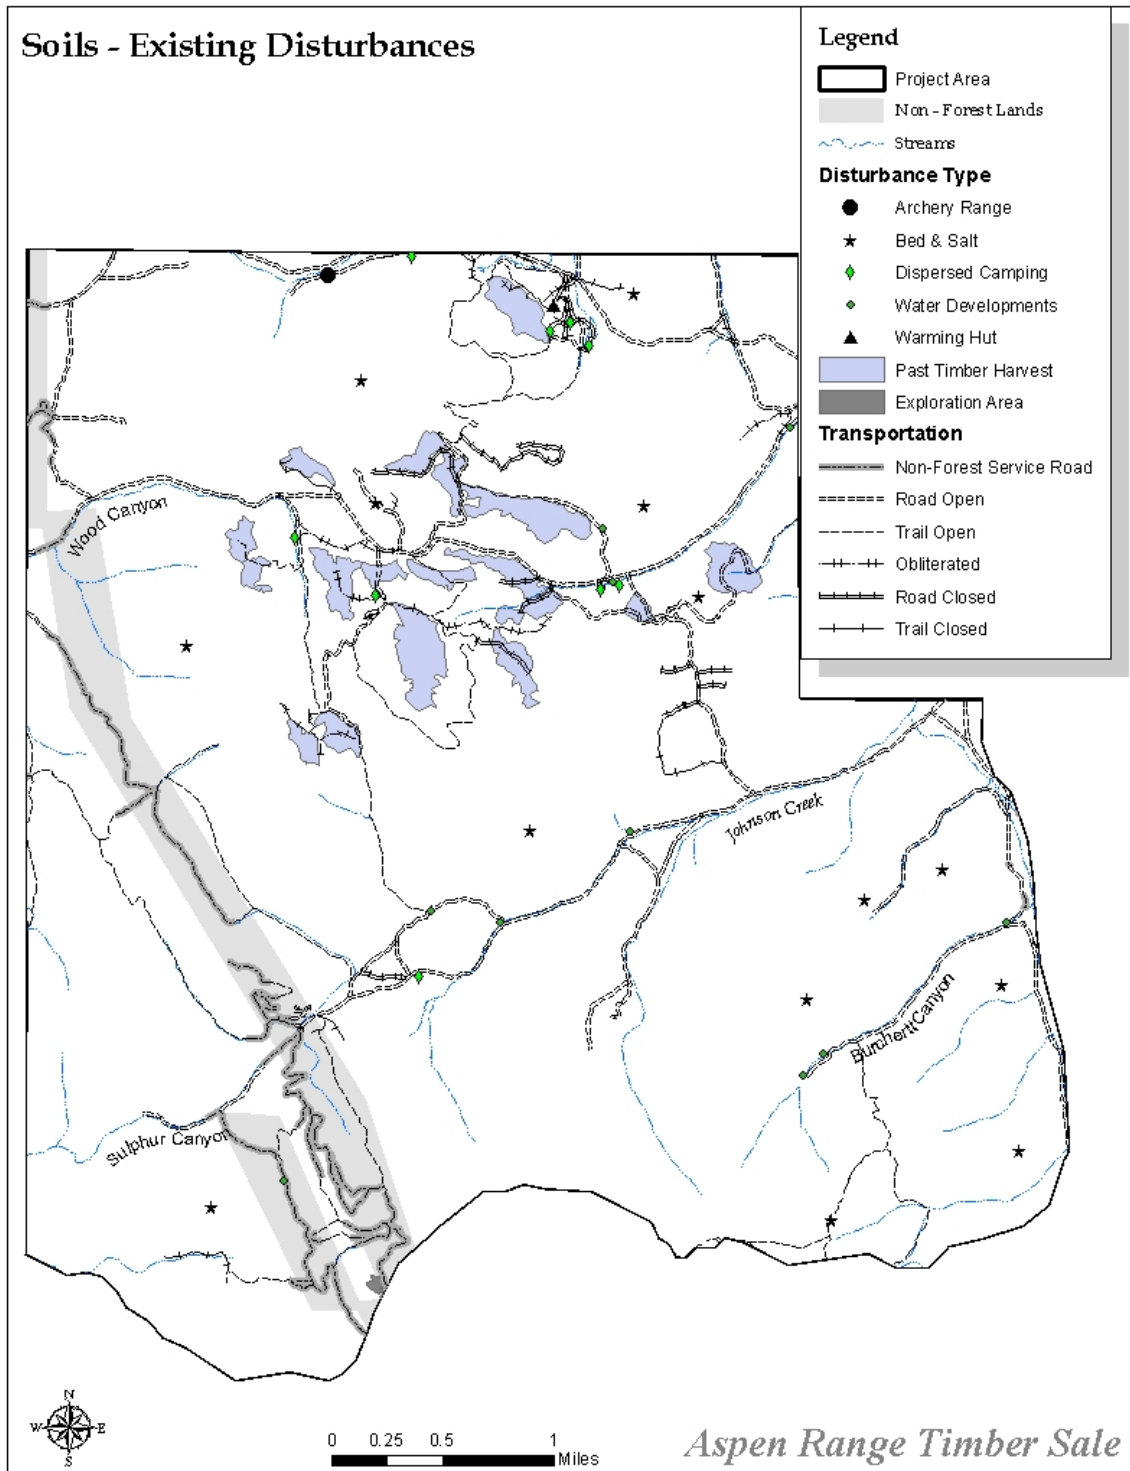 Soils - Existing Disturbances
Legend
Project Area
Non - Forest Lands
Streams
Disturbance Type
Archery Range
Bed & Salt
Dispersed Camping
Water Developments
Warming Hut
Past Timber Harvest
Exploration Area
Transportation
Non-Forest Service Road
Road Open
Trail Open
Obliterated
Road Closed
Trail Closed
Wood Canyon
Johnson Creek
Burchertt Canyon
Sulphur Canyon
N
W E
S
0 0.25 0.5 1
Miles
Aspen Range Timber Sale